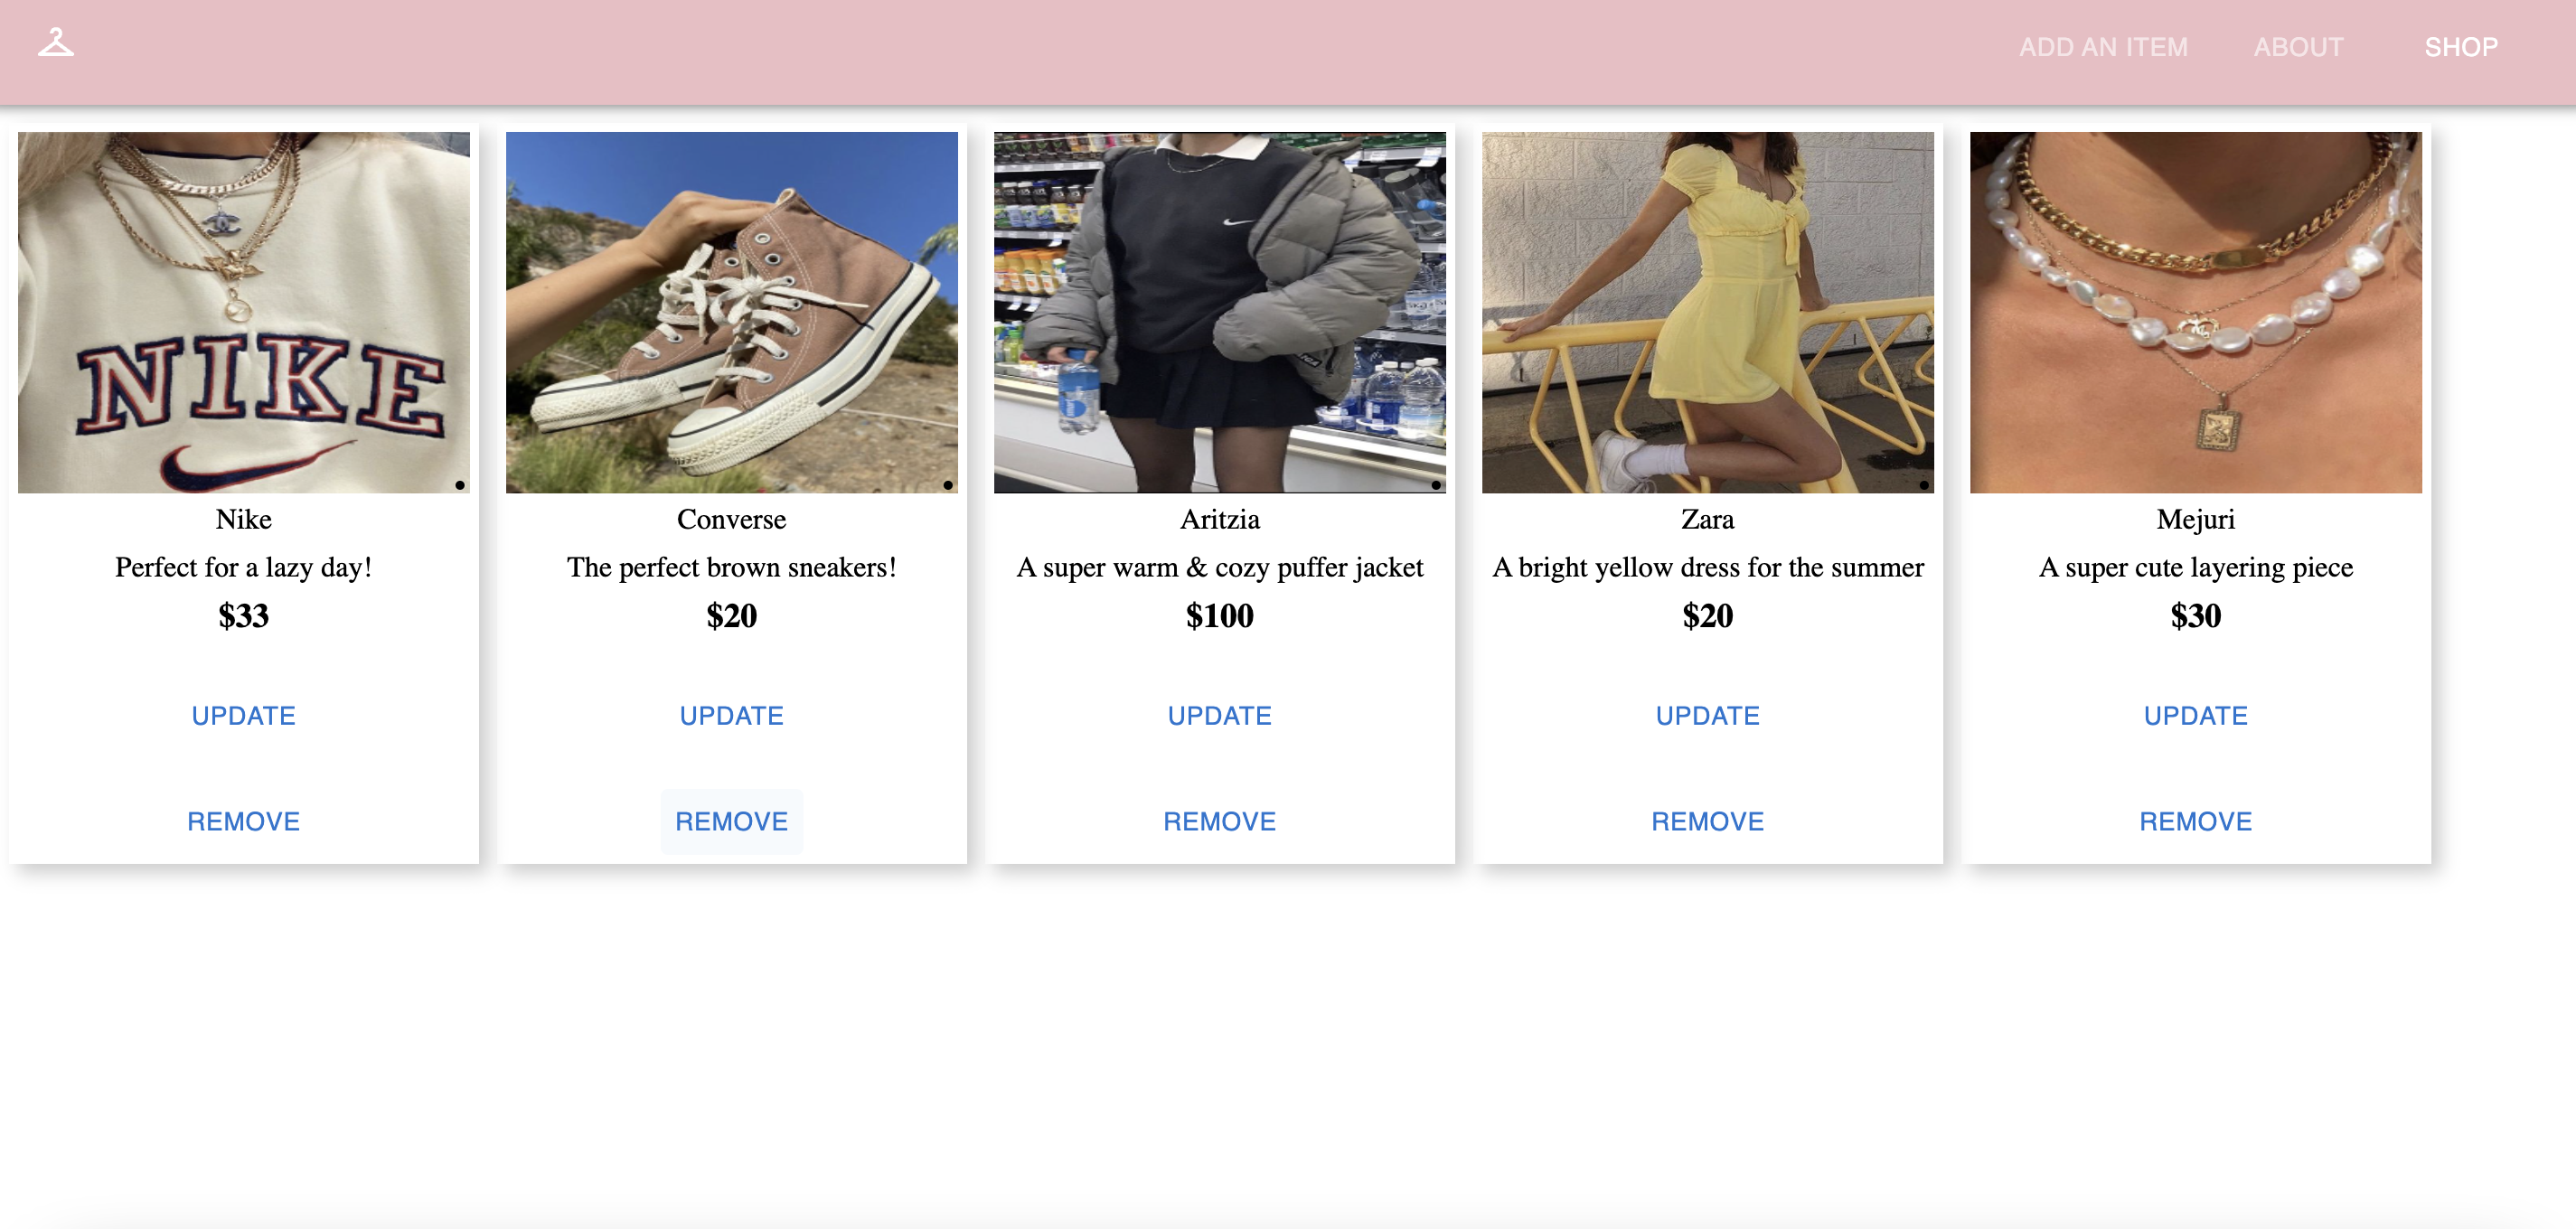 ADD AN ITEM ABOUT SHOP
NIKE
Nike
Perfect for a lazy day!
$33
UPDATE
REMOVE
Converse
The perfect brown sneakers!
$20
UPDATE
REMOVE
Aritzia
A super warm & cozy puffer jacket
$100
UPDATE
REMOVE
Zara
A bright yellow dress for the summer
$20
UPDATE
REMOVE
Mejuri
A super cute layering piece
$30
UPDATE
REMOVE